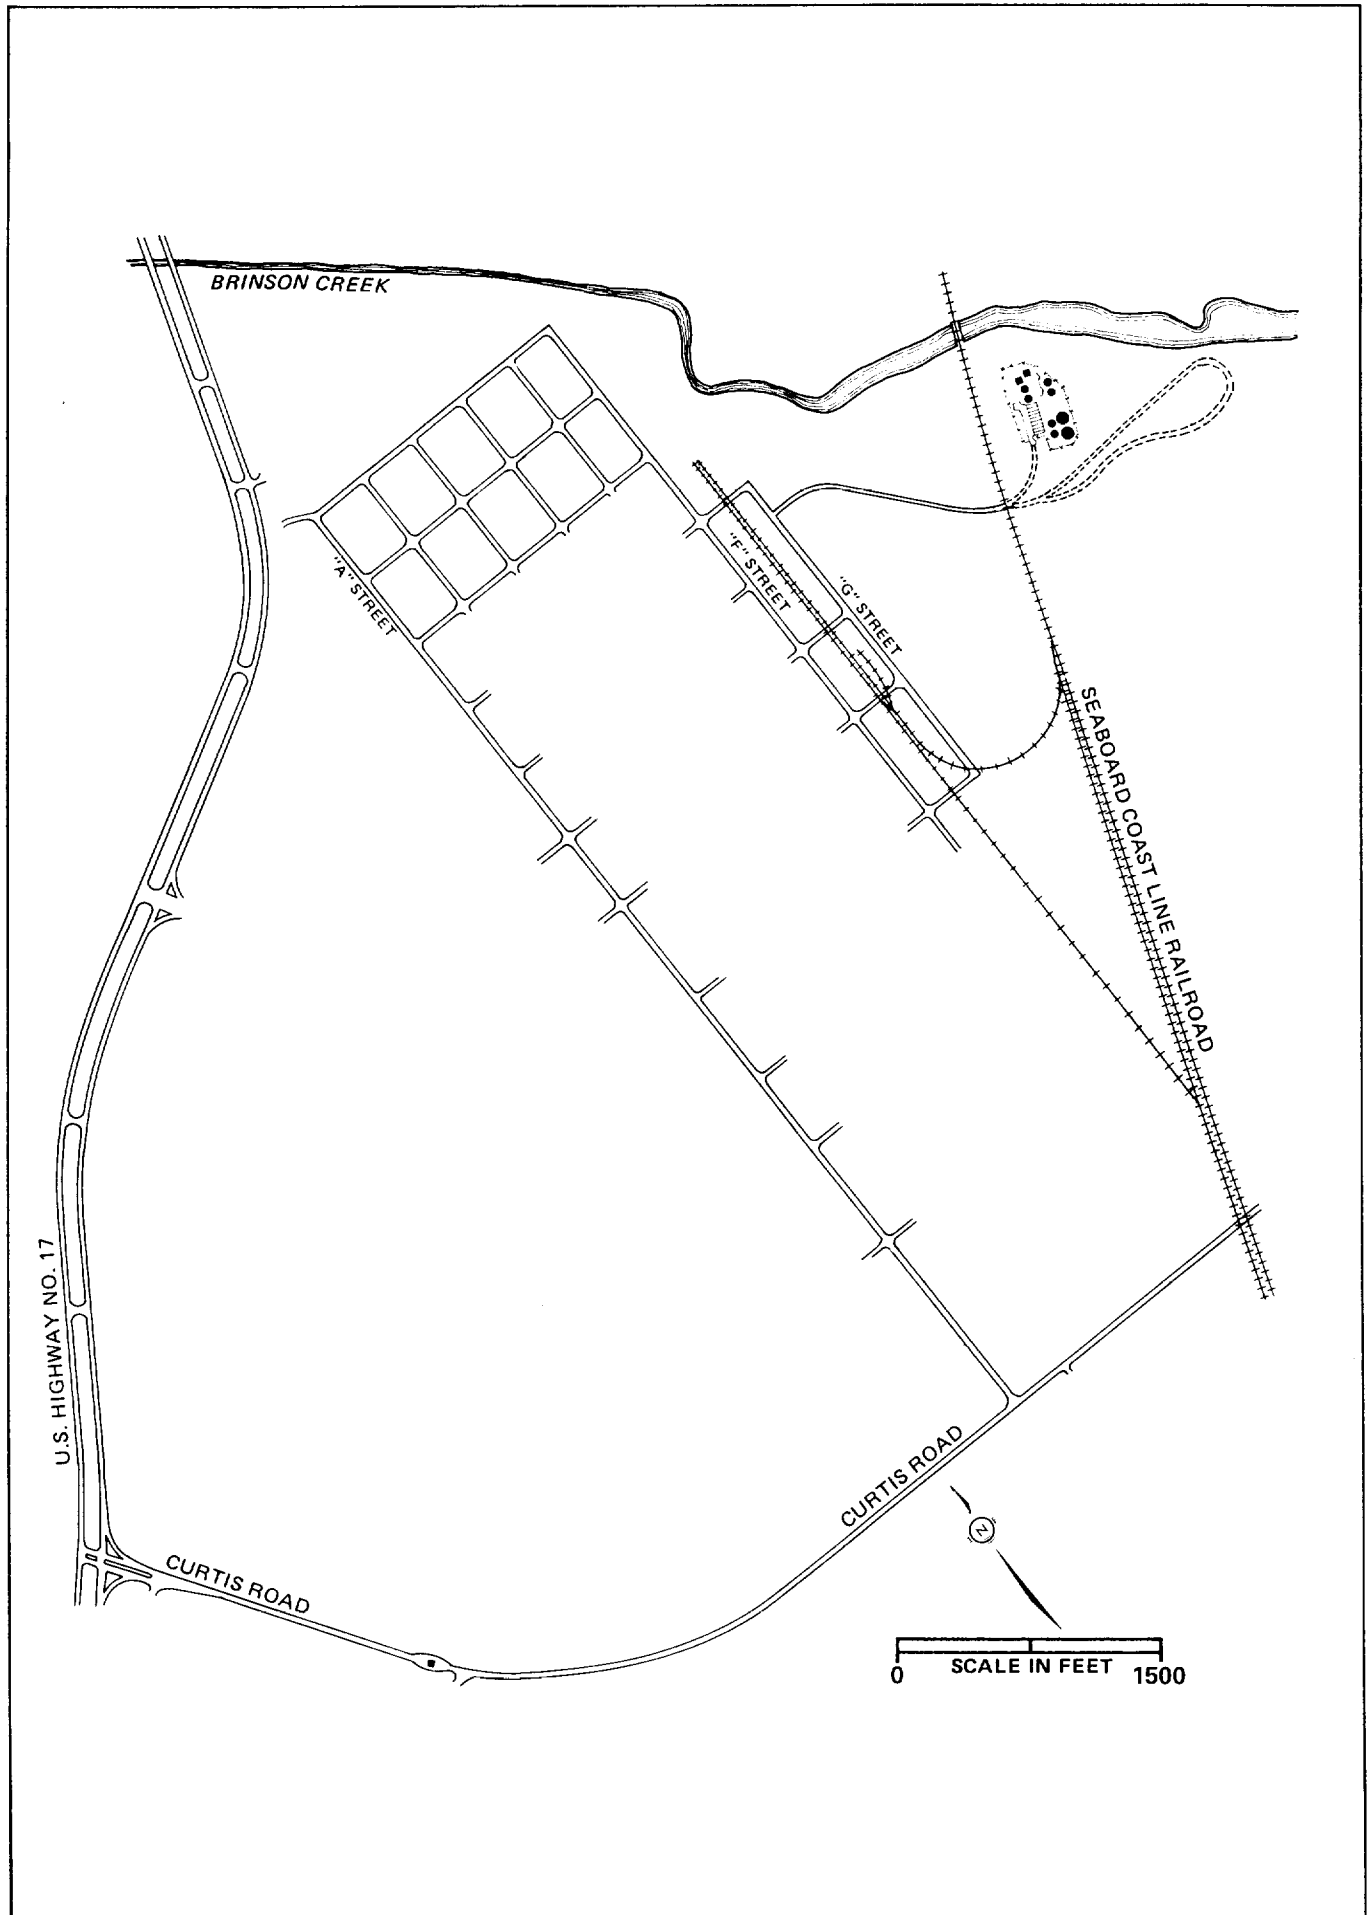 BRINSON CREEK
"A" STREET
"F" STREET
"G" STREET
SEABOARD COAST LINE RAILROAD
U.S. HIGHWAY NO. 17
CURTIS ROAD
CURTIS ROAD
N
SCALE IN FEET
0 1500